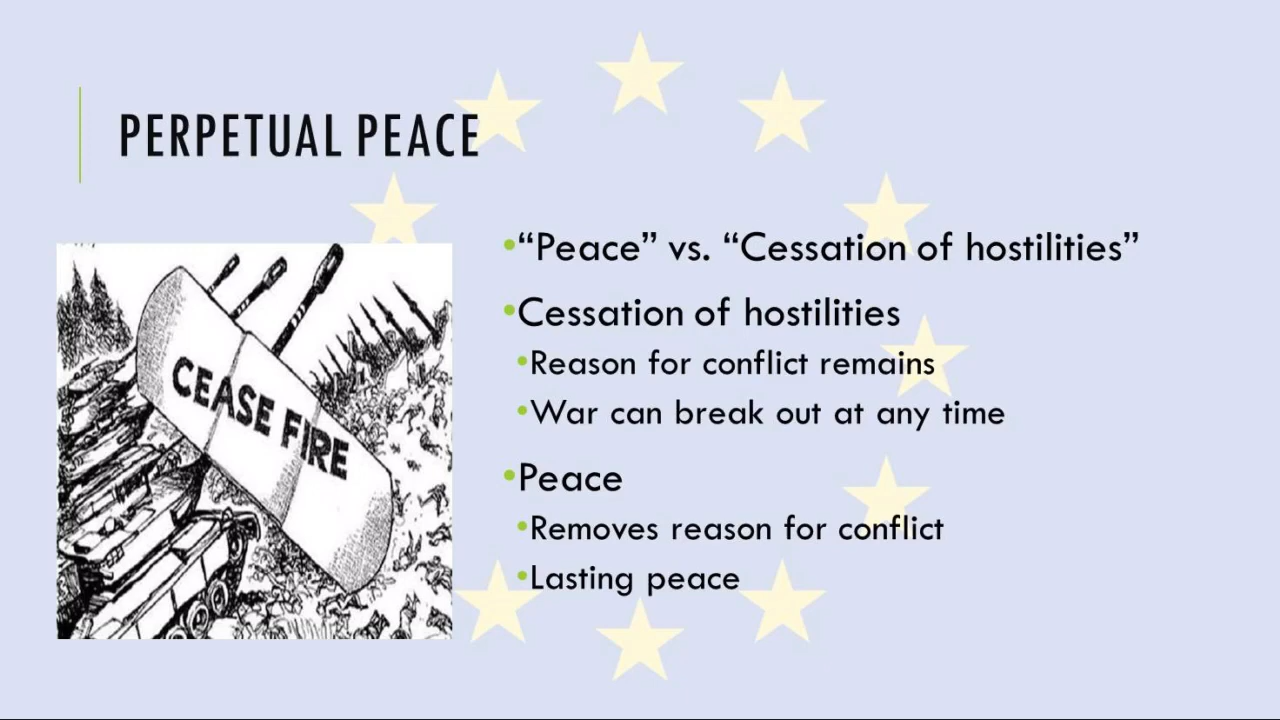 PERPETUAL PEACE
CEASE FIRE
•“Peace” vs. “Cessation of hostilities”
•Cessation of hostilities
•Reason for conflict remains
•War can break out at any time
•Peace
•Removes reason for conflict
•Lasting peace